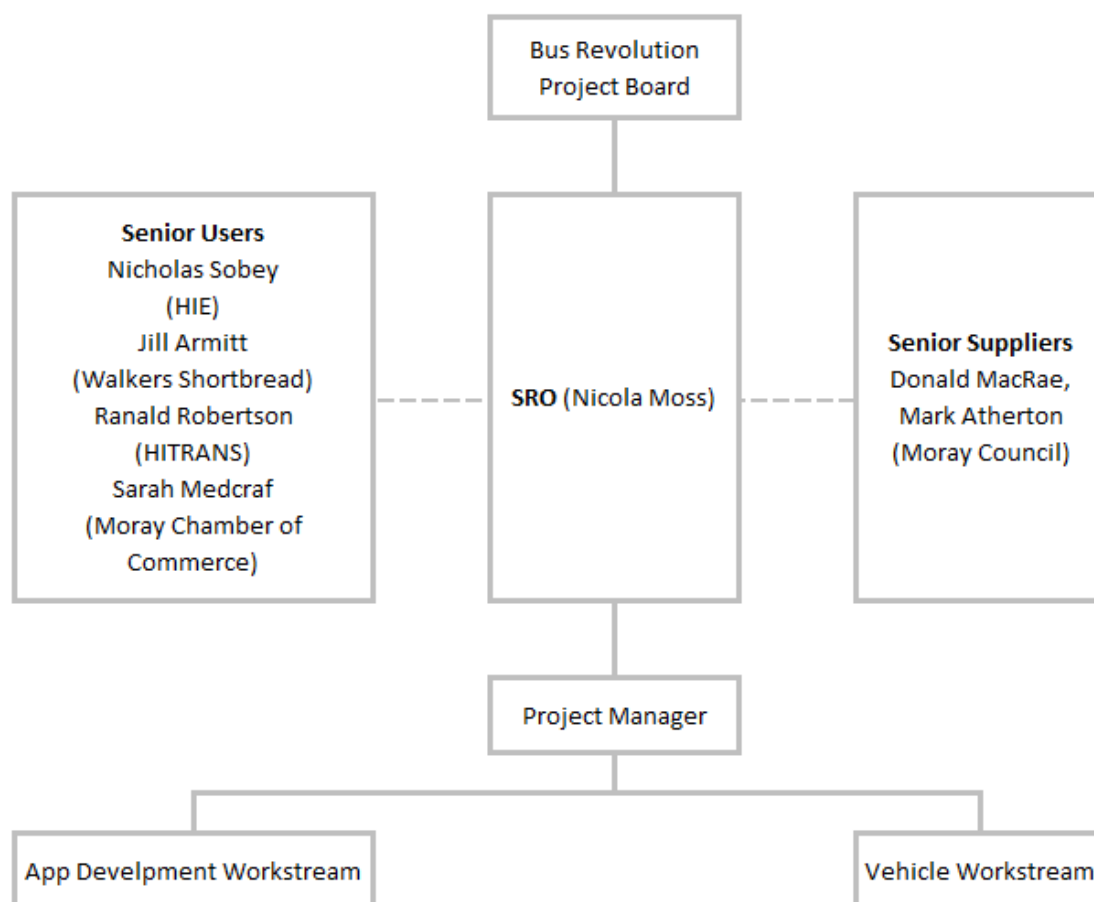 Bus Revolution
Project Board
Senior Users
Nicholas Sobey
(HIE)
Jill Armitt
(Walkers Shortbread)
Ranald Robertson
(HITRANS)
Sarah Medcraf
(Moray Chamber of
Commerce)
SRO (Nicola Moss)
Senior Suppliers
Donald MacRae,
Mark Atherton
(Moray Council)
Project Manager
App Develpment Workstream
Vehicle Workstream